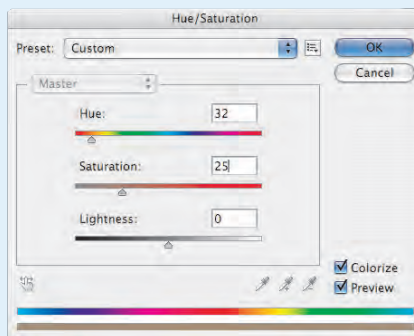 Hue/Saturation
Preset: Custom
OK
Cancel
Master
Hue: 32
Saturation: 25
Lightness: 0
Colorize
Preview